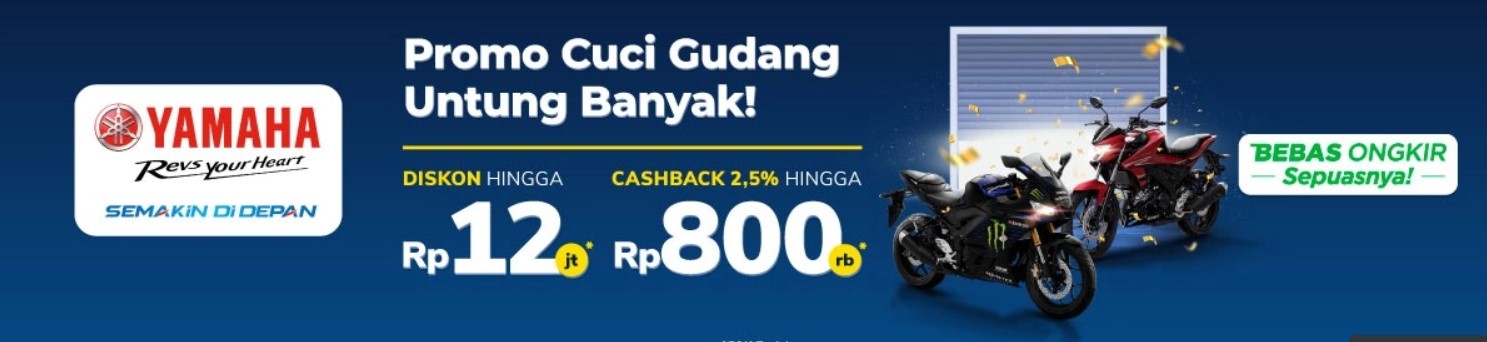 YAMAHA
Revs Your Heart
SEMAKIN DI DEPAN
Promo Cuci Gudang
Untung Banyak!
DISKON HINGGA
Rp12jt*
CASHBACK 2,5% HINGGA
Rp800rb*
BEBAS ONGKIR
Sepuasnya!